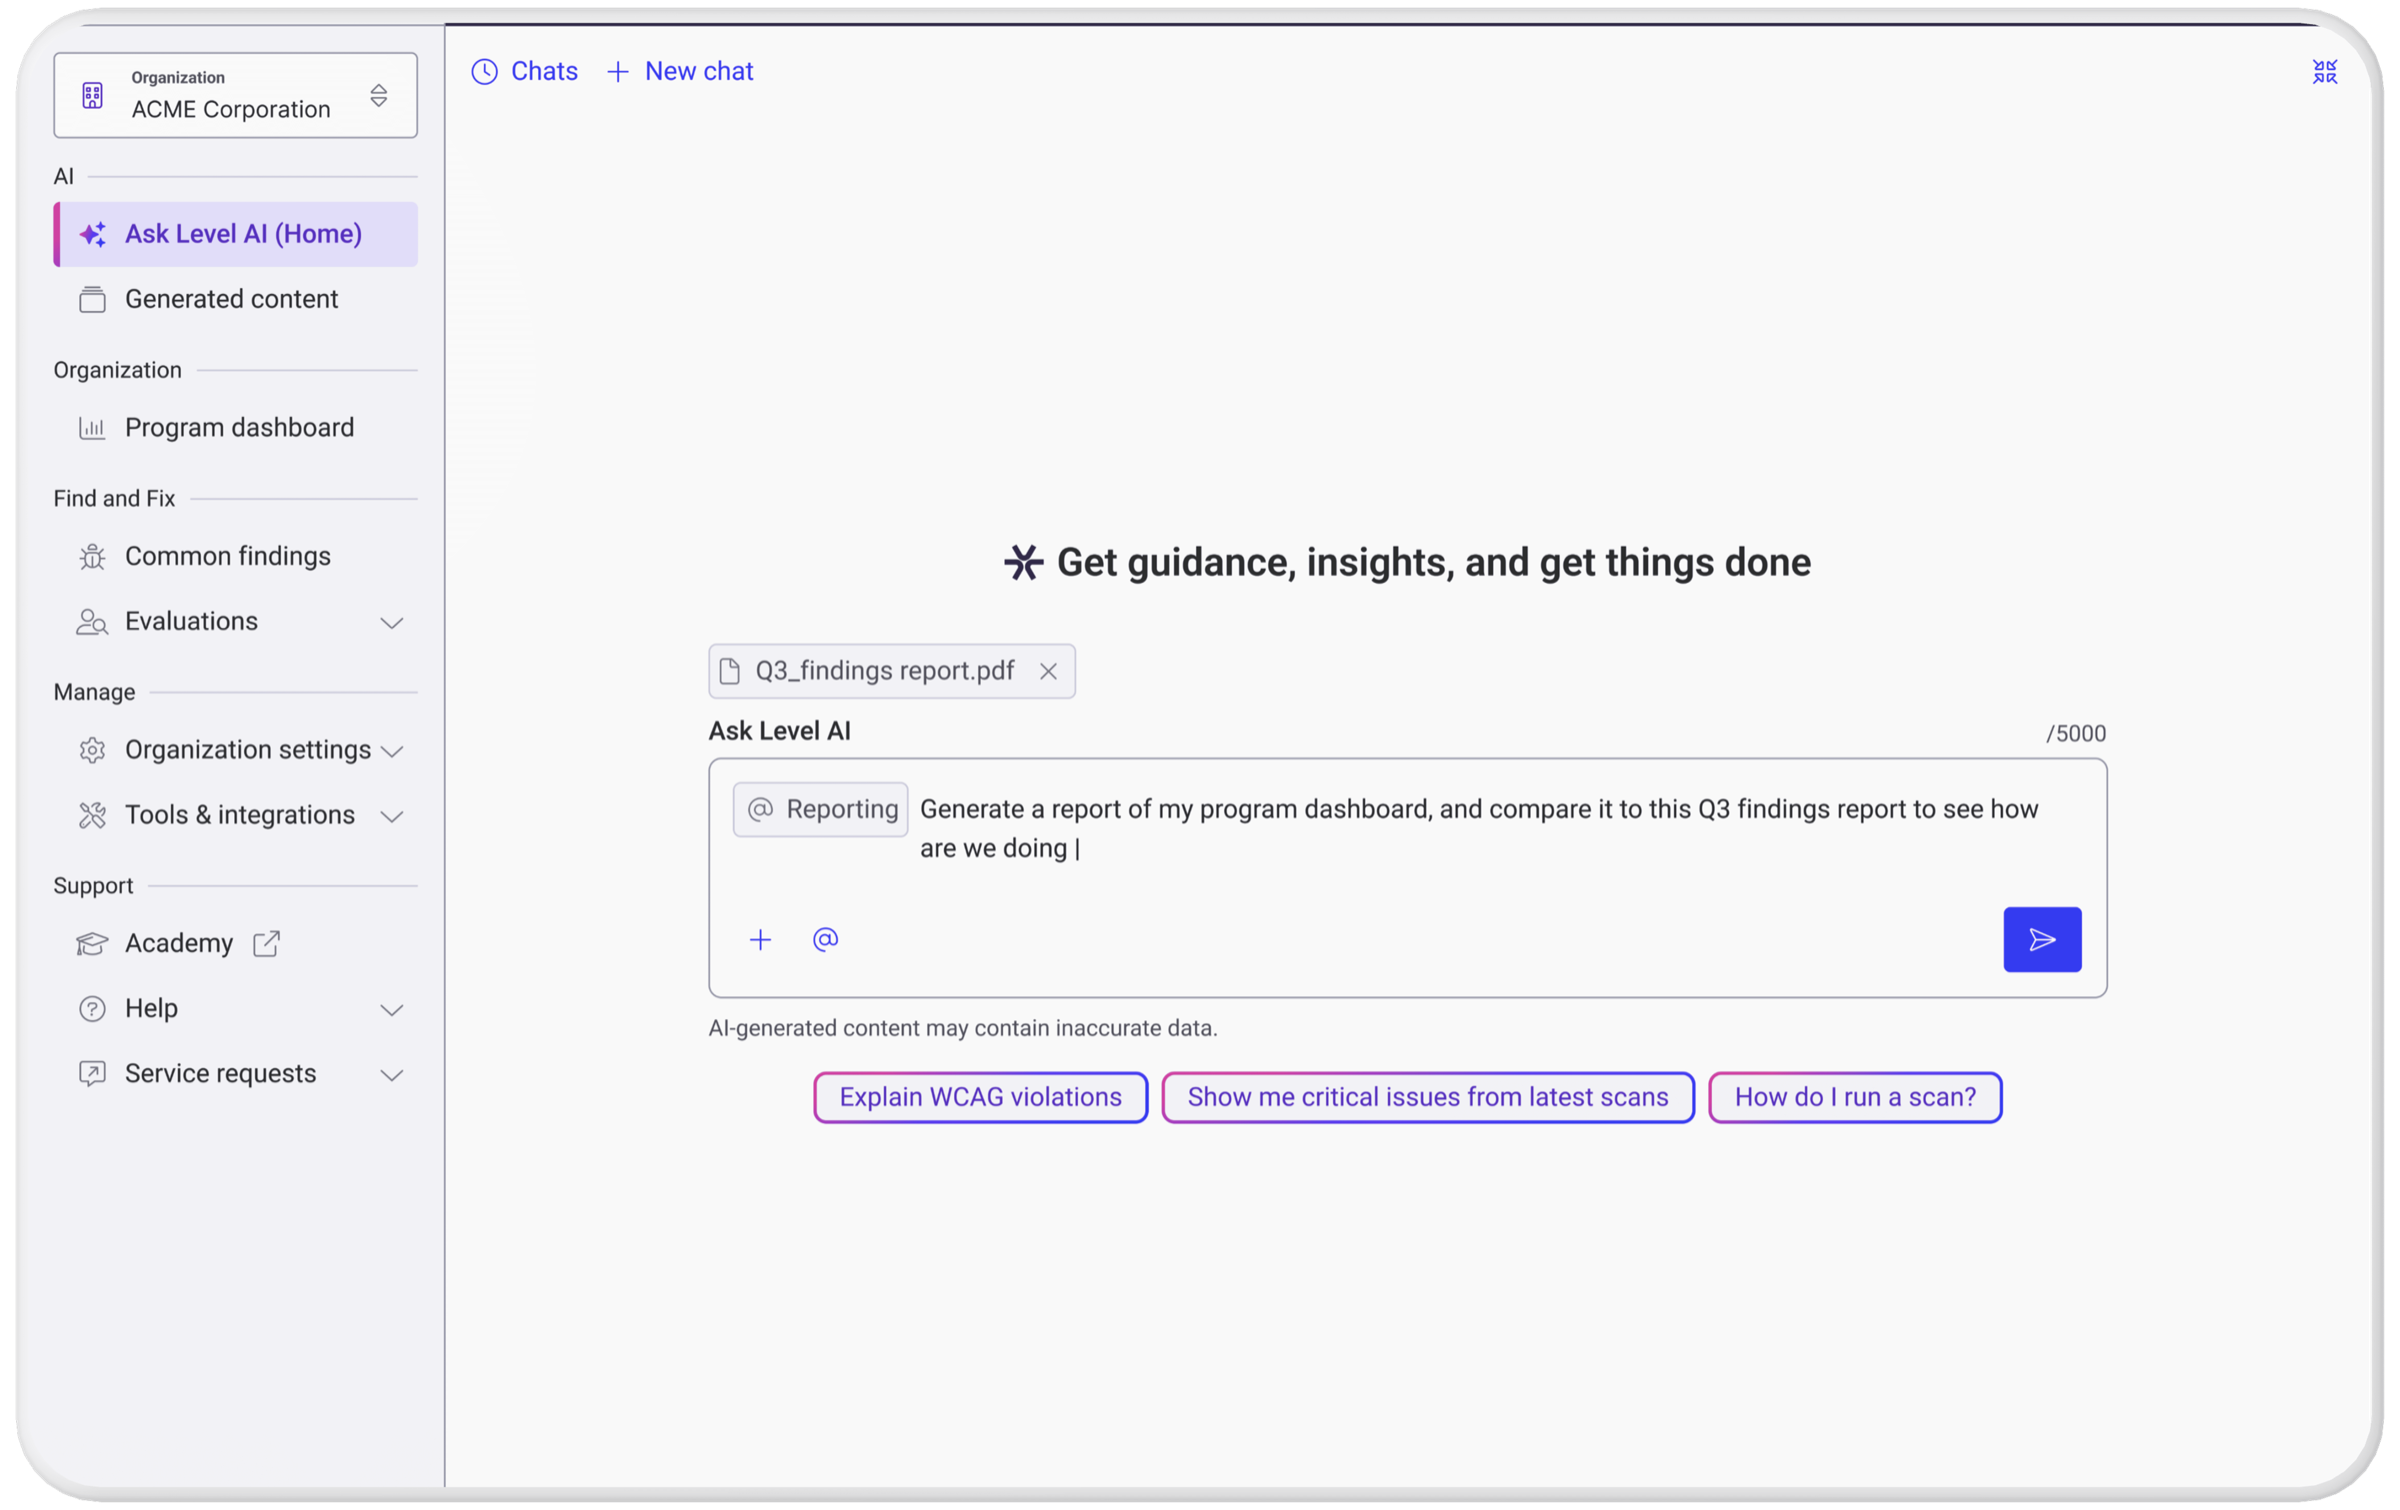 Organization
ACME Corporation
AI
Ask Level AI (Home)
Generated content
Organization
Program dashboard
Find and Fix
Common findings
Evaluations
Manage
Organization settings
Tools & integrations
Support
Academy
Help
Service requests
Chats
New chat
Get guidance, insights, and get things done
Q3_findings report.pdf
Ask Level AI
/5000
@ Reporting Generate a report of my program dashboard, and compare it to this Q3 findings report to see how
are we doing |
@
AI-generated content may contain inaccurate data.
Explain WCAG violations
Show me critical issues from latest scans
How do I run a scan?